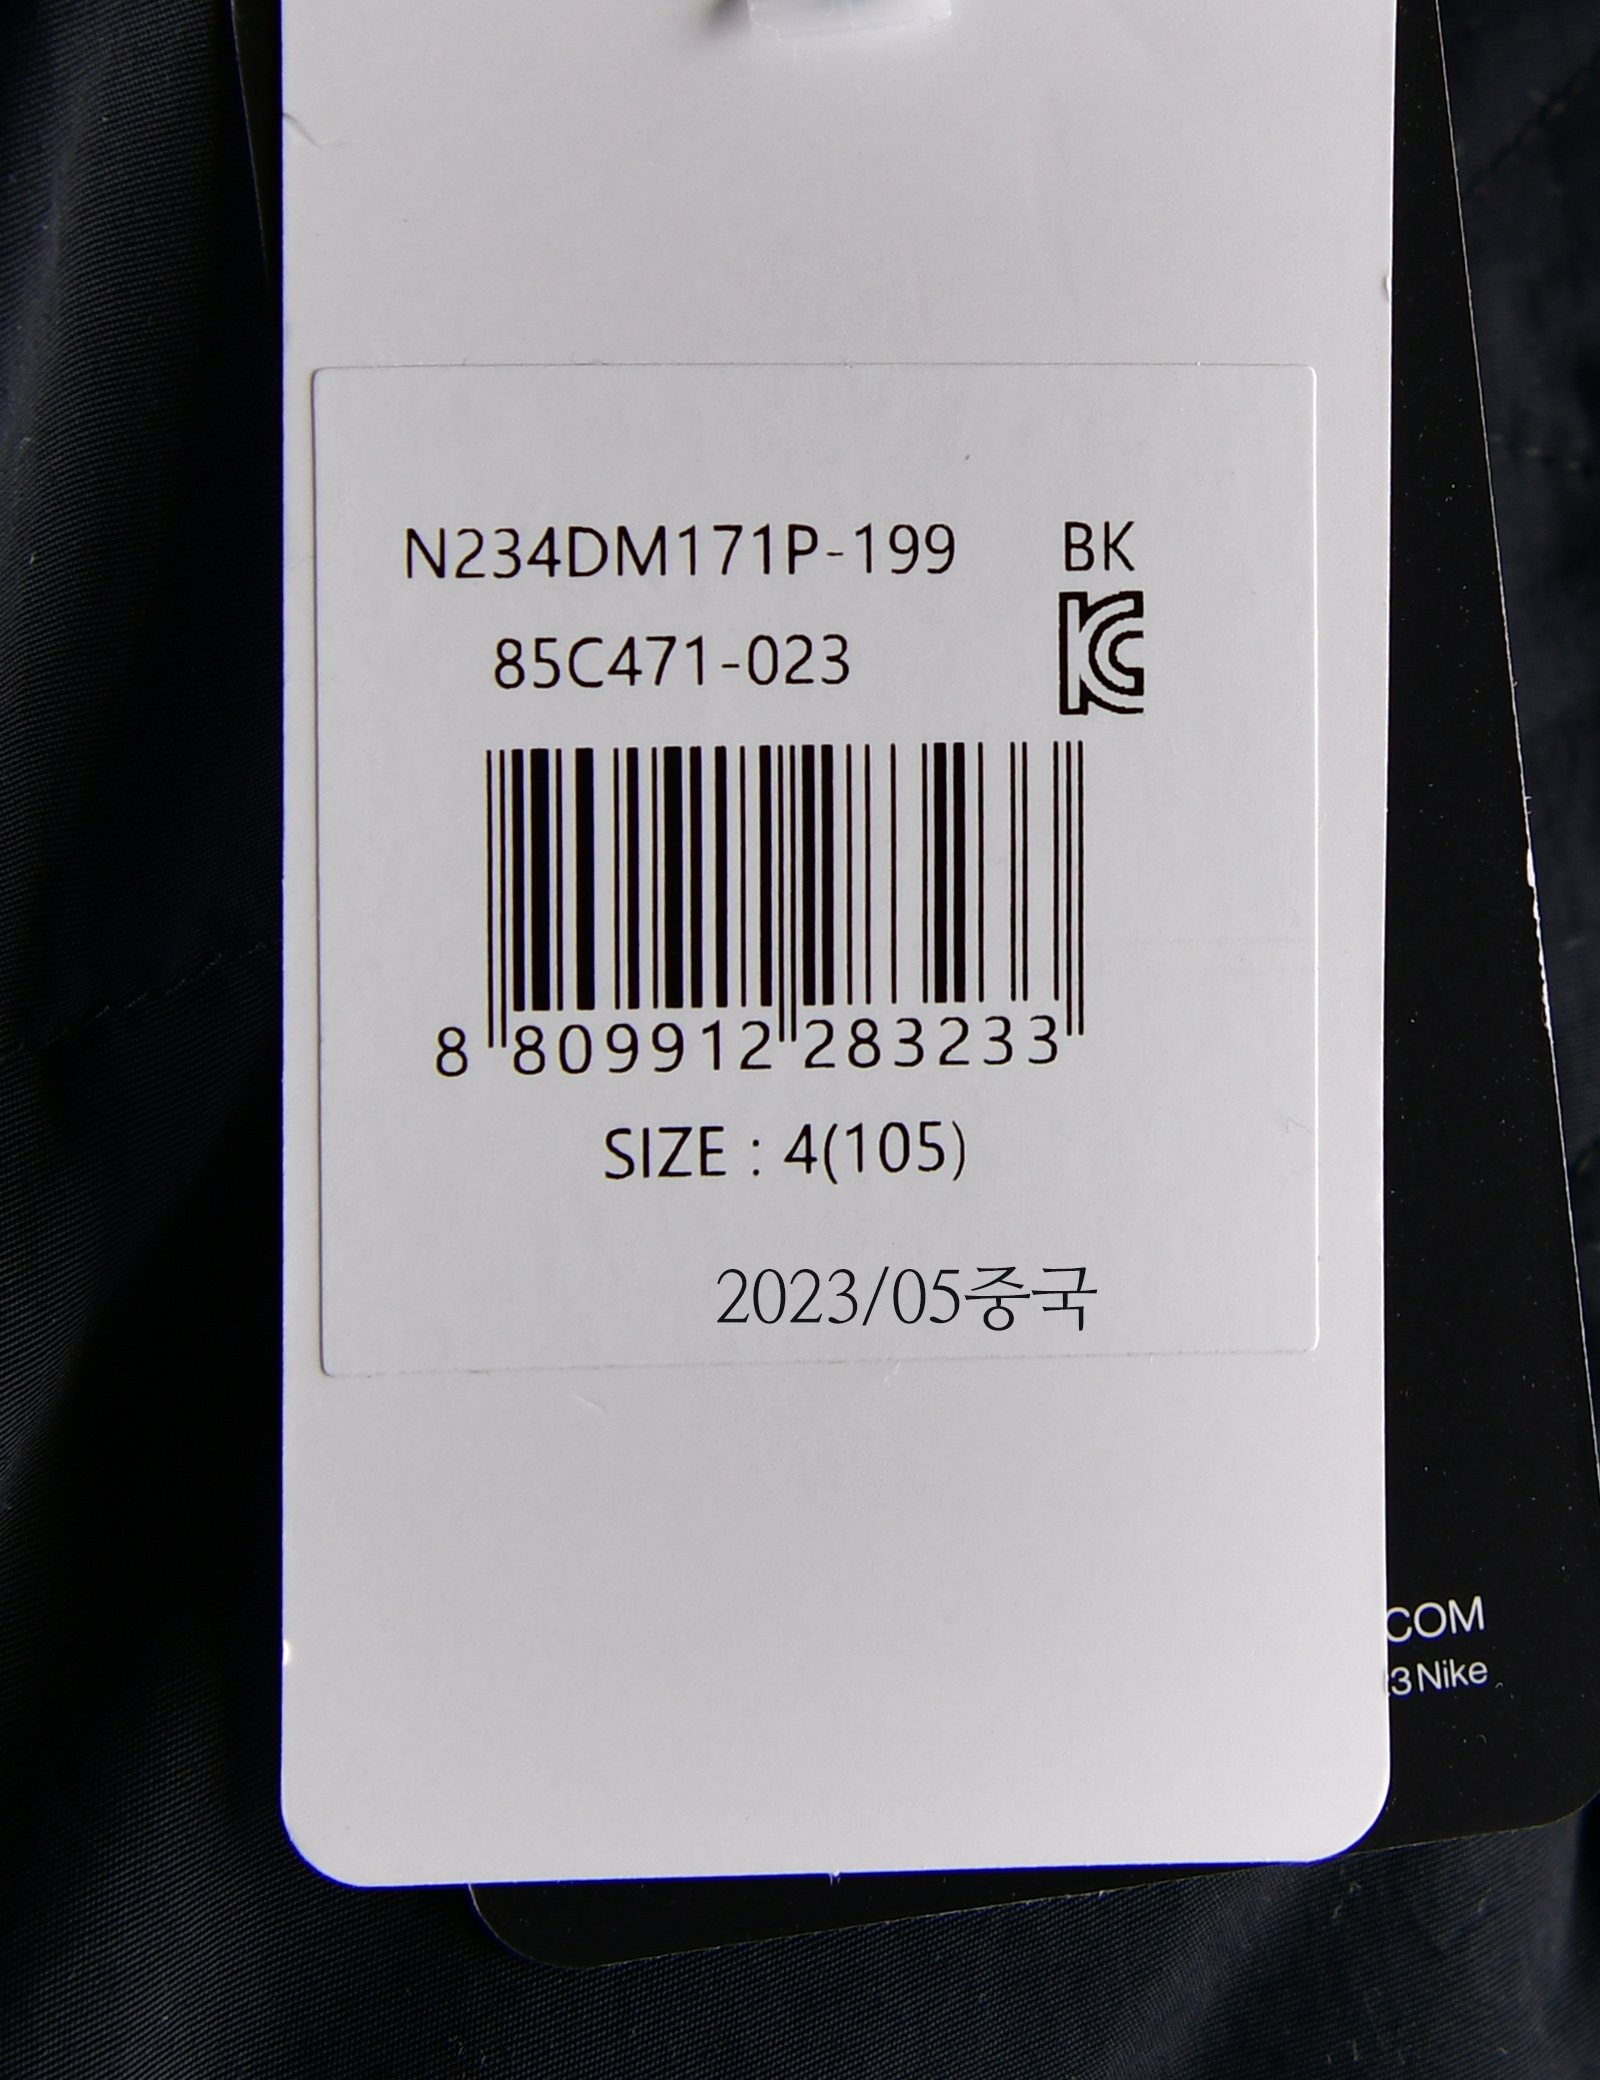 N234DM171P-199 BK
85C471-023
KC
8 809912 283233
SIZE : 4(105)
2023/05중국
COM
3 Nike